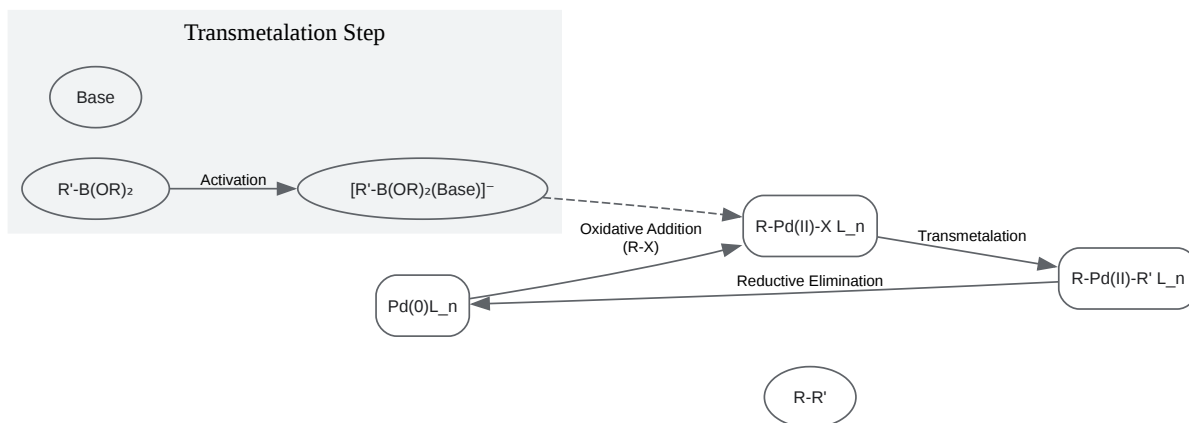 Transmetalation Step
Base
R'-B(OR)₂
Activation
[R'-B(OR)₂(Base)]⁻
Oxidative Addition
(R-X)
R-Pd(II)-X L_n
Transmetalation
R-Pd(II)-R' L_n
Reductive Elimination
Pd(0)L_n
R-R'